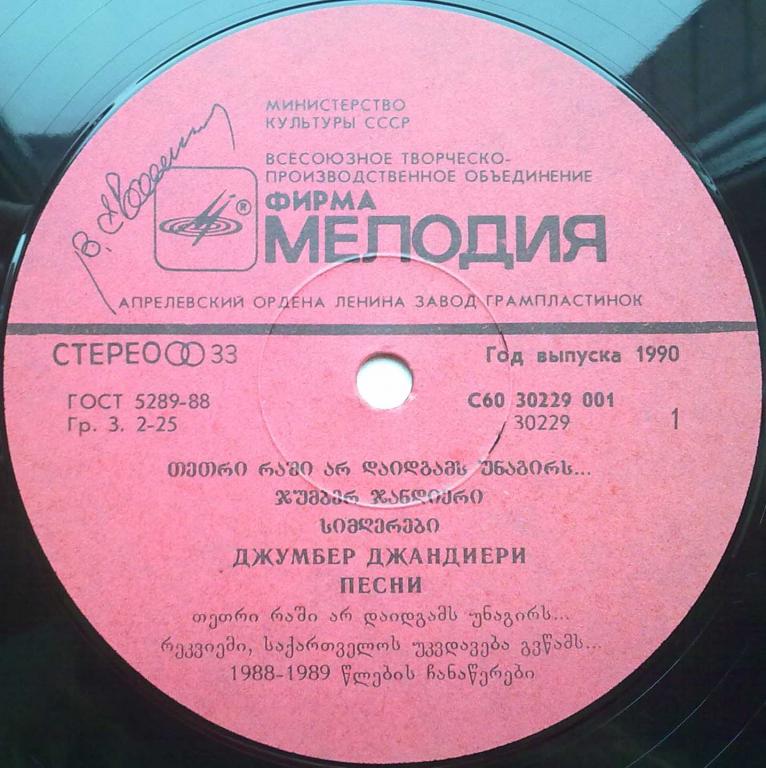 МИНИСТЕРСТВО
КУЛЬТУРЫ СССР
ВСЕСОЮЗНОЕ ТВОРЧЕСКО-
ПРОИЗВОДСТВЕННОЕ ОБЪЕДИНЕНИЕ
®
ФИРМА
МЕЛОДИЯ
АПРЕЛЕВСКИЙ ОРДЕНА ЛЕНИНА ЗАВОД ГРАМПЛАСТИНОК
СТЕРЕО 33
Год выпуска 1990
ГОСТ 5289-88
С60 30229 001
Гр. 3. 2-25
30229
1
თეთრი რაში არ დაიდგამს უნაგირს...
ჯუმბერ ჯანდიერი
სიმღერები
ДЖУМБЕР ДЖАНДИЕРИ
ПЕСНИ
თეთრი რაში არ დაიდგამს უნაგირს...
რეკვიემი, საქართველოს უკვდავება გვწამს...
1988-1989 წლების ჩანაწერები